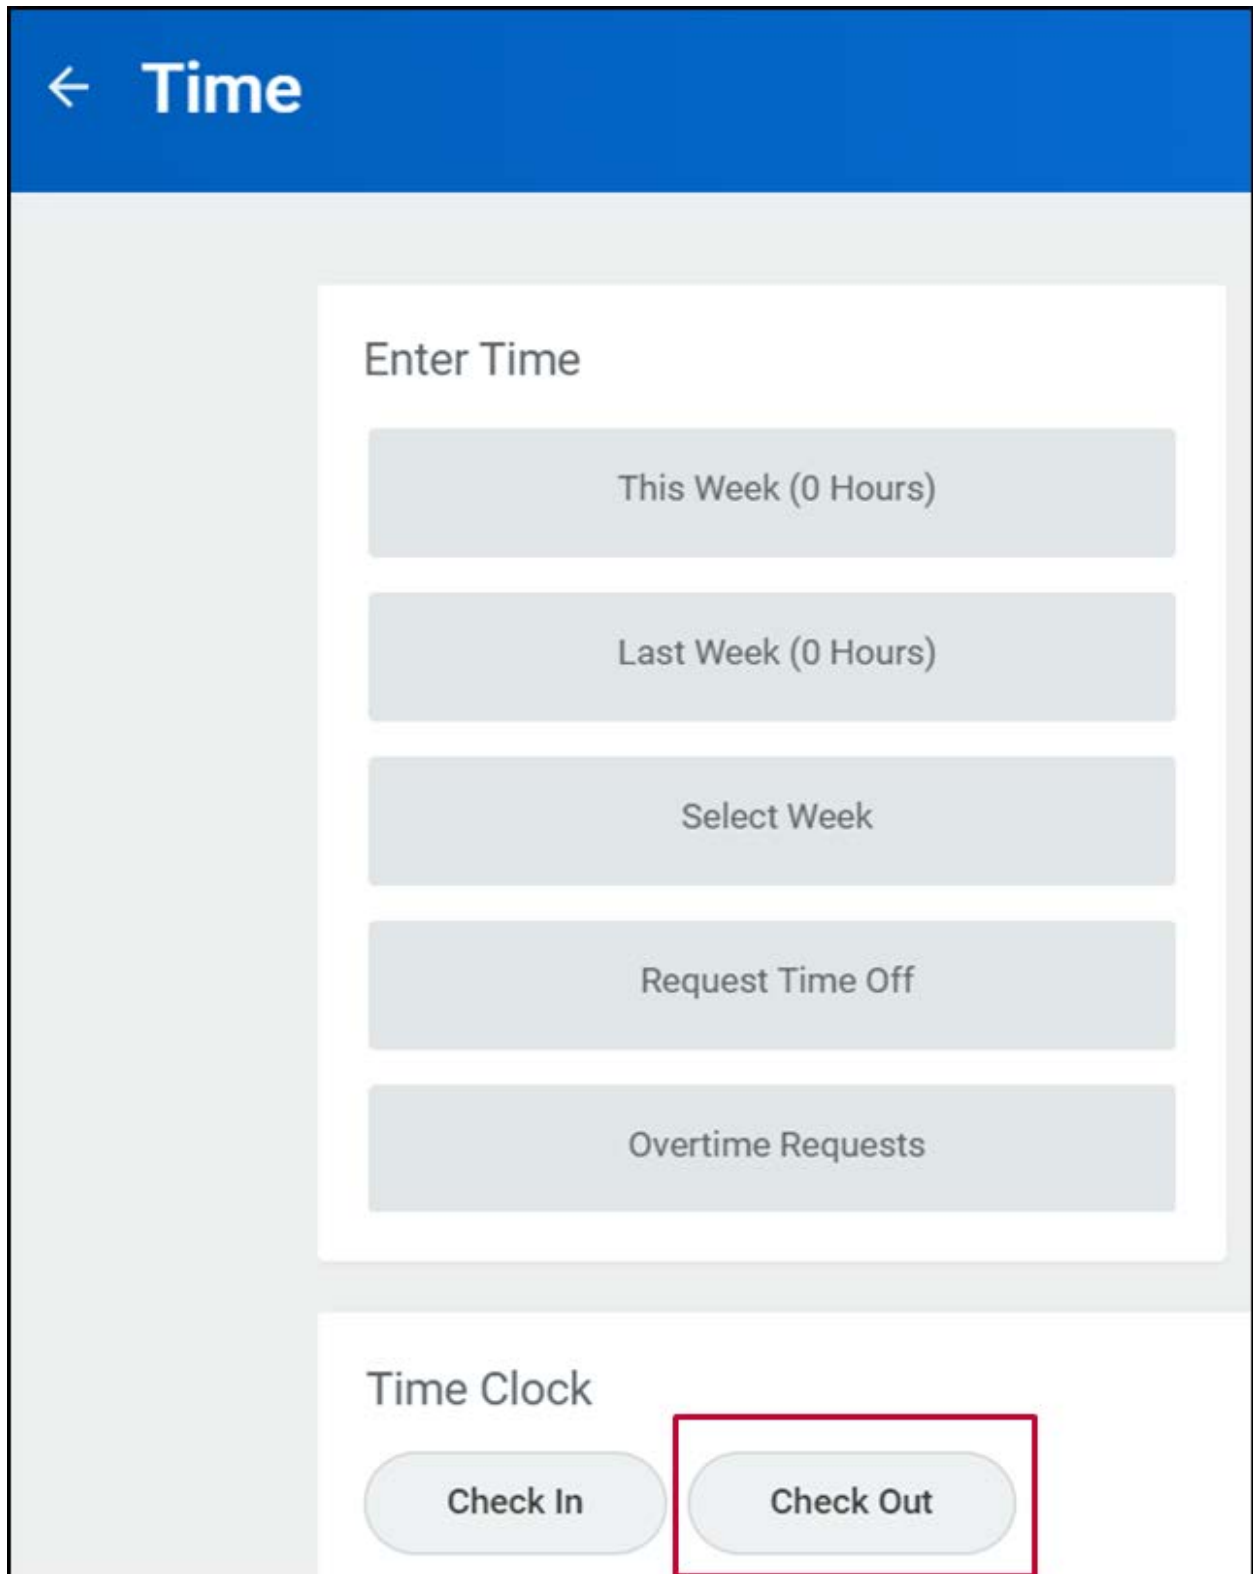 Time
Enter Time
This Week (0 Hours)
Last Week (0 Hours)
Select Week
Request Time Off
Overtime Requests
Time Clock
Check In Check Out